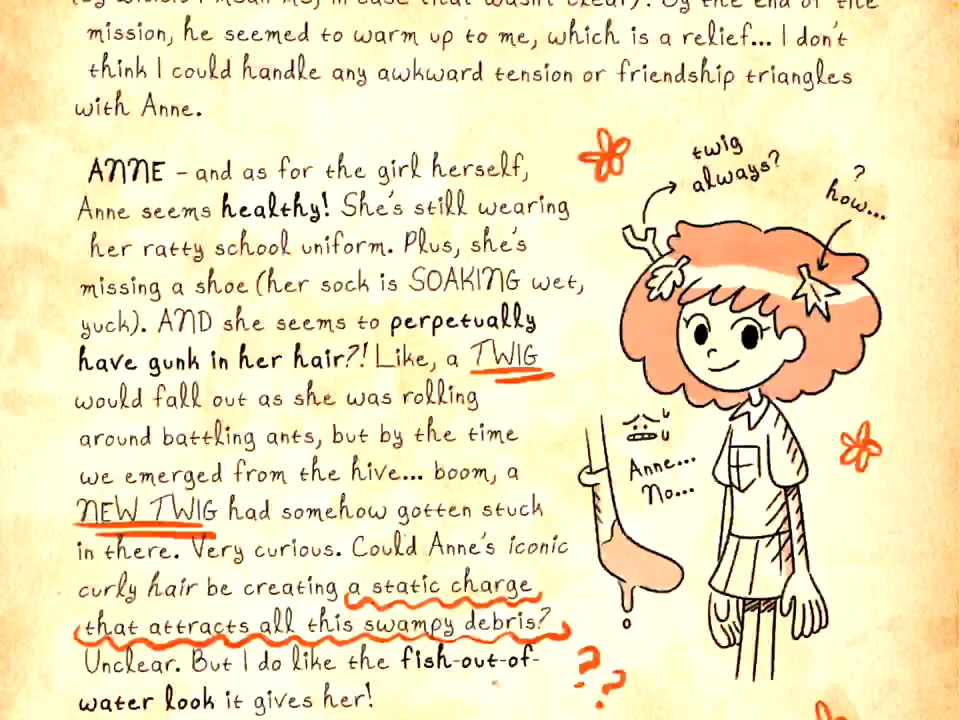 mission, he seemed to warm up to me, which is a relief... I don't
think I could handle any awkward tension or friendship triangles
with Anne.
ANNE - and as for the girl herself,
Anne seems healthy! She's still wearing
her ratty school uniform. Plus, she's
missing a shoe (her sock is SOAKING wet,
yuck). AND she seems to perpetually
have gunk in her hair?! Like, a TWIG
would fall out as she was rolling
around battling ants, but by the time
we emerged from the hive... boom, a
NEW TWIG had somehow gotten stuck
in there. Very curious. Could Anne's iconic
curly hair be creating a static charge
that attracts all this swampy debris?
Unclear. But I do like the fish-out-of-
water look it gives her!
twig
always?
?
how...
Anne...
No...
? ?